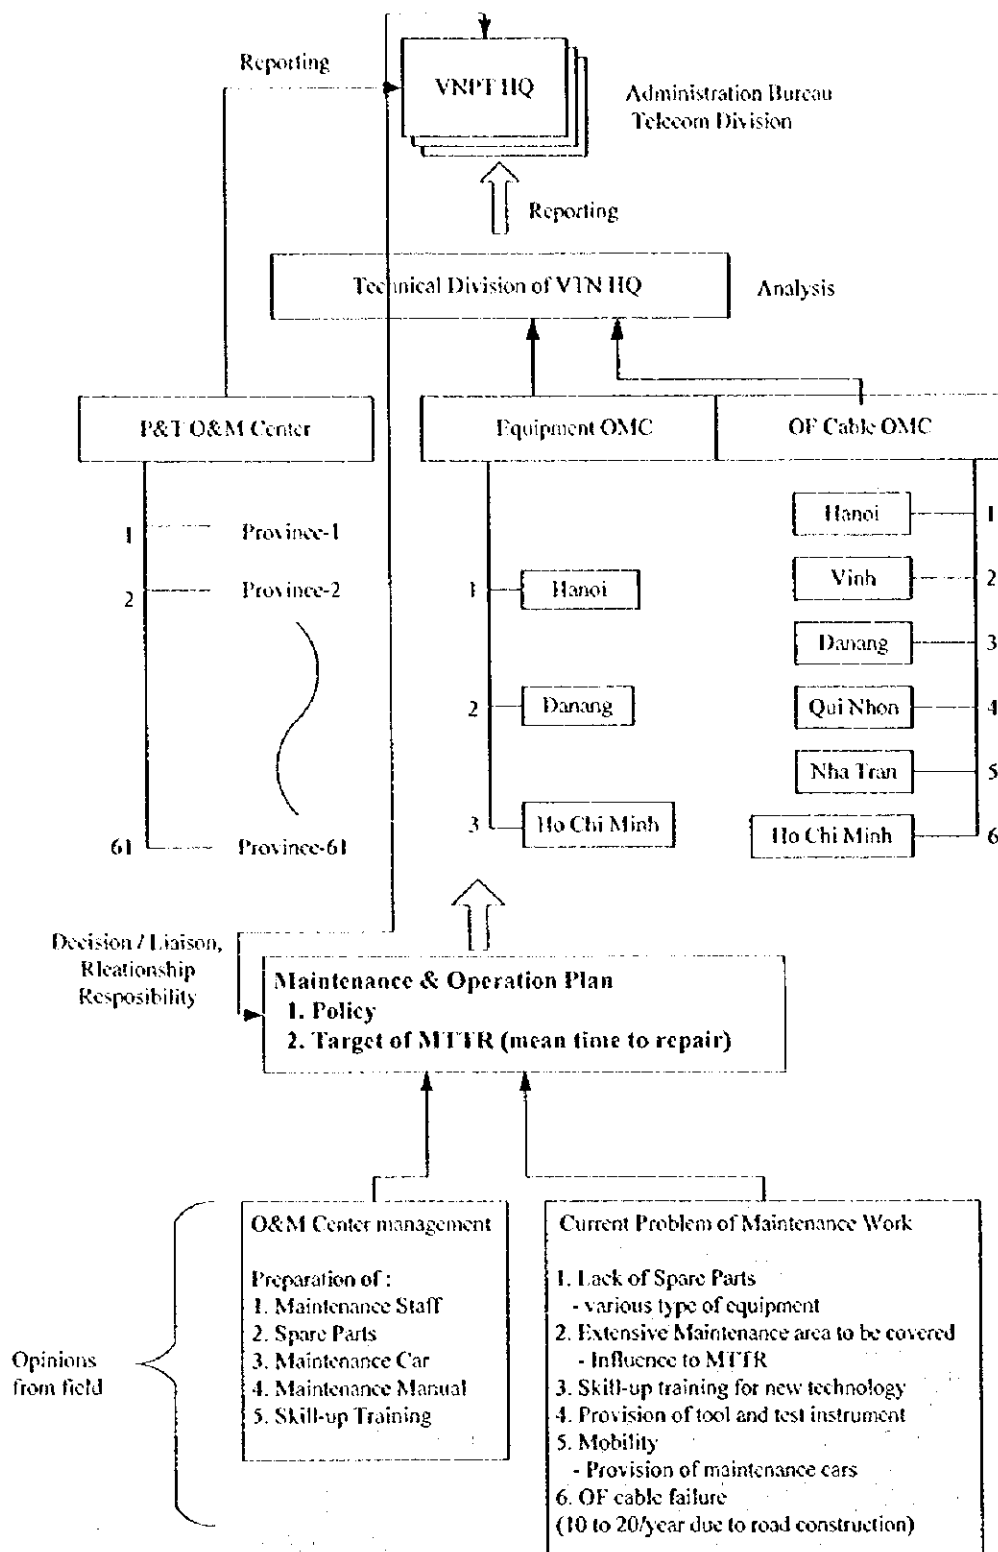 Reporting
VNPT HQ
Administration Bureau
Telecom Division
Reporting
Technical Division of VTN HQ
Analysis
P&T O&M Center
Equipment OMC
OF Cable OMC
1
Province-1
2
Province-2
61
Province-61
1
Hanoi
2
Danang
3
Ho Chi Minh
Hanoi
1
Vinh
2
Danang
3
Qui Nhon
4
Nha Tran
5
Ho Chi Minh
6
Decision / Liaison,
Rleationship
Resposibility
Maintenance & Operation Plan
1. Policy
2. Target of MTTR (mean time to repair)
Opinions
from field
O&M Center management
Preparation of :
1. Maintenance Staff
2. Spare Parts
3. Maintenance Car
4. Maintenance Manual
5. Skill-up Training
Current Problem of Maintenance Work
1. Lack of Spare Parts
- various type of equipment
2. Extensive Maintenance area to be covered
- Influence to MTTR
3. Skill-up training for new technology
4. Provision of tool and test instrument
5. Mobility
- Provision of maintenance cars
6. OF cable failure
(10 to 20/year due to road construction)